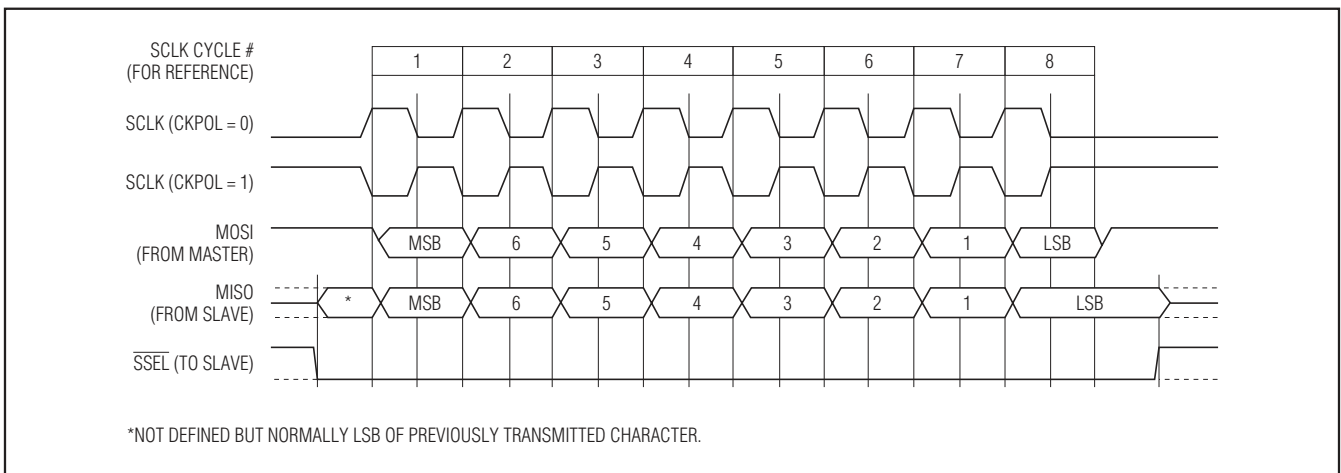 SCLK CYCLE #
(FOR REFERENCE)
1 2 3 4 5 6 7 8
SCLK (CKPOL = 0)
SCLK (CKPOL = 1)
MOSI
(FROM MASTER)
MSB 6 5 4 3 2 1 LSB
MISO
(FROM SLAVE)
* MSB 6 5 4 3 2 1 LSB
SSEL (TO SLAVE)
*NOT DEFINED BUT NORMALLY LSB OF PREVIOUSLY TRANSMITTED CHARACTER.